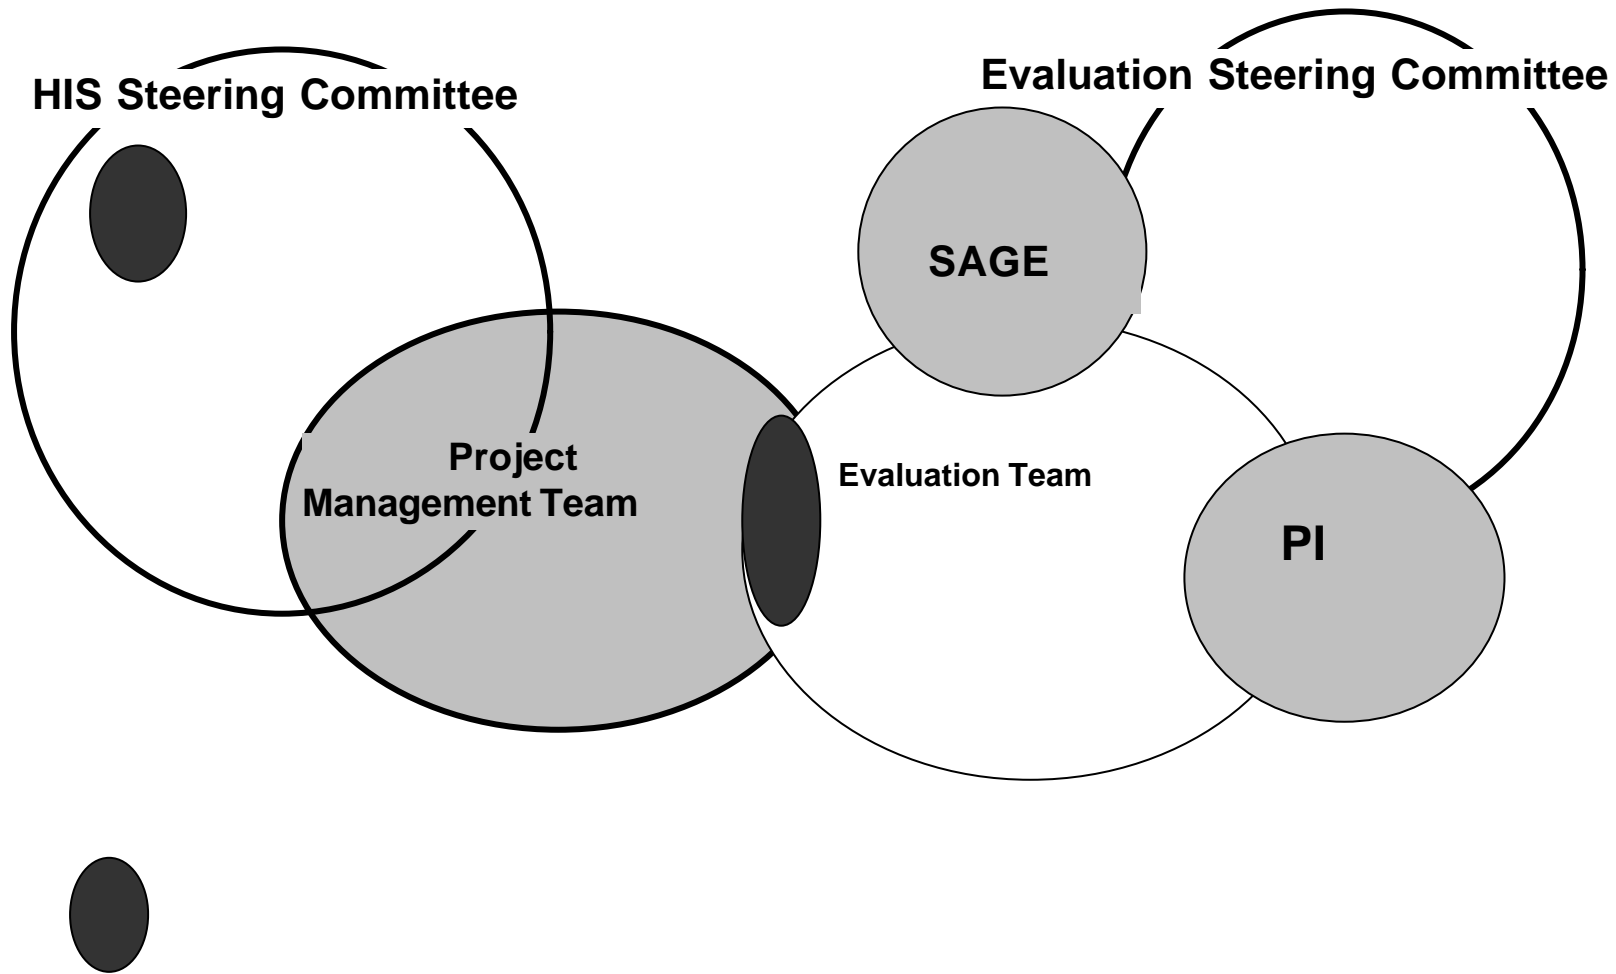 HIS Steering Committee
Evaluation Steering Committee
SAGE
Project
Management Team
Evaluation Team
PI